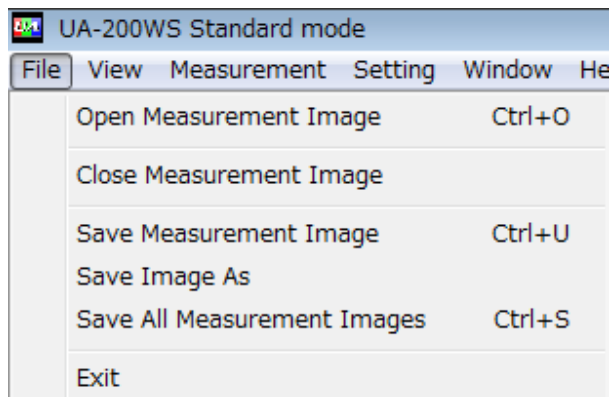 UA-200WS Standard mode
File View Measurement Setting Window He
Open Measurement Image Ctrl+O
Close Measurement Image
Save Measurement Image Ctrl+U
Save Image As
Save All Measurement Images Ctrl+S
Exit